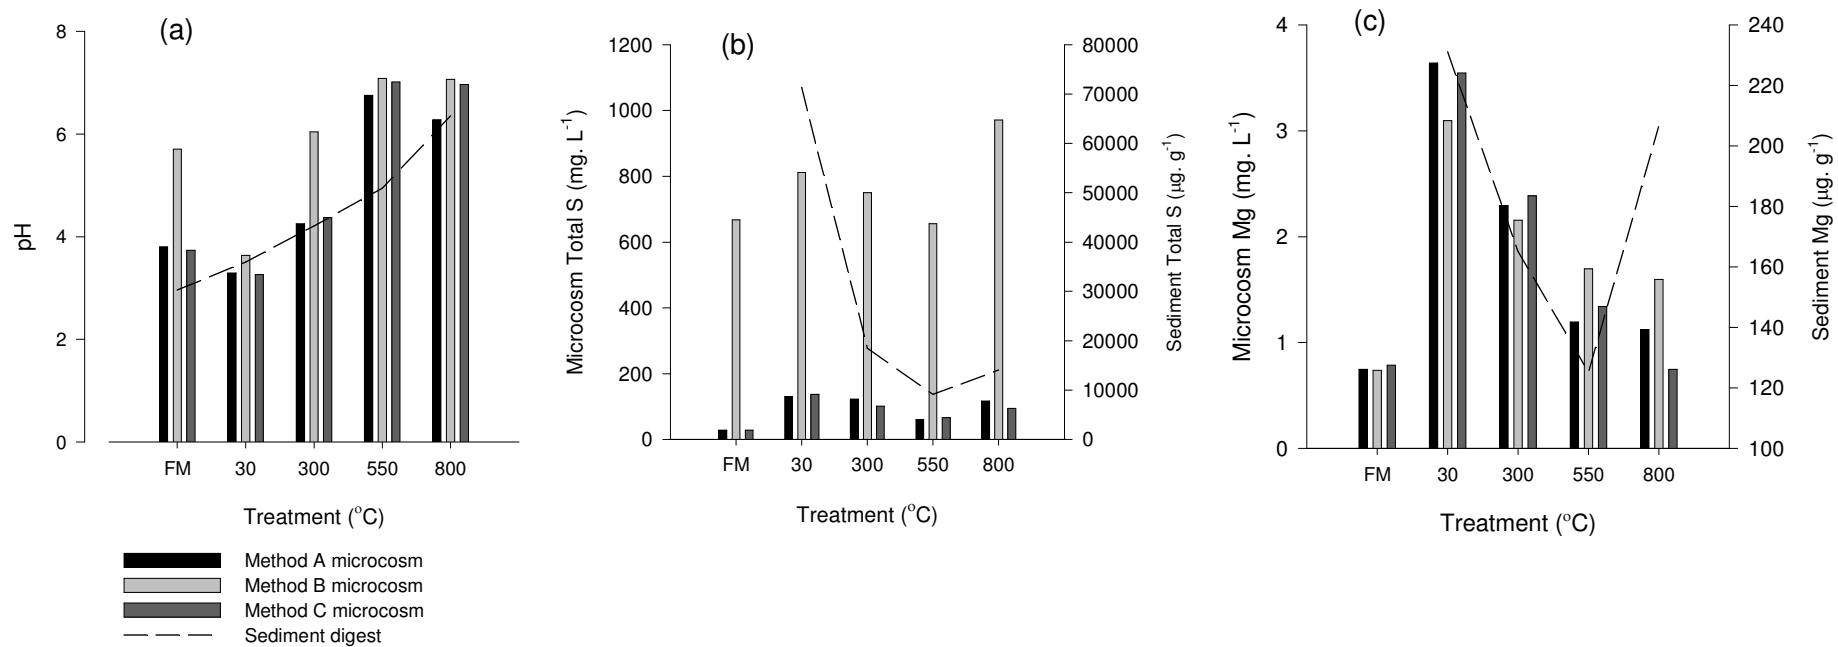 (a)
8
6
4
2
0
pH
FM 30 300 550 800
Treatment (°C)
Method A microcosm
Method B microcosm
Method C microcosm
Sediment digest
(b)
1200
1000
800
600
400
200
0
Microcosm Total S (mg. L⁻¹)
80000
70000
60000
50000
40000
30000
20000
10000
0
Sediment Total S (µg. g⁻¹)
FM 30 300 550 800
Treatment (°C)
(c)
4
3
2
1
0
Microcosm Mg (mg. L⁻¹)
240
220
200
180
160
140
120
100
Sediment Mg (µg. g⁻¹)
FM 30 300 550 800
Treatment (°C)